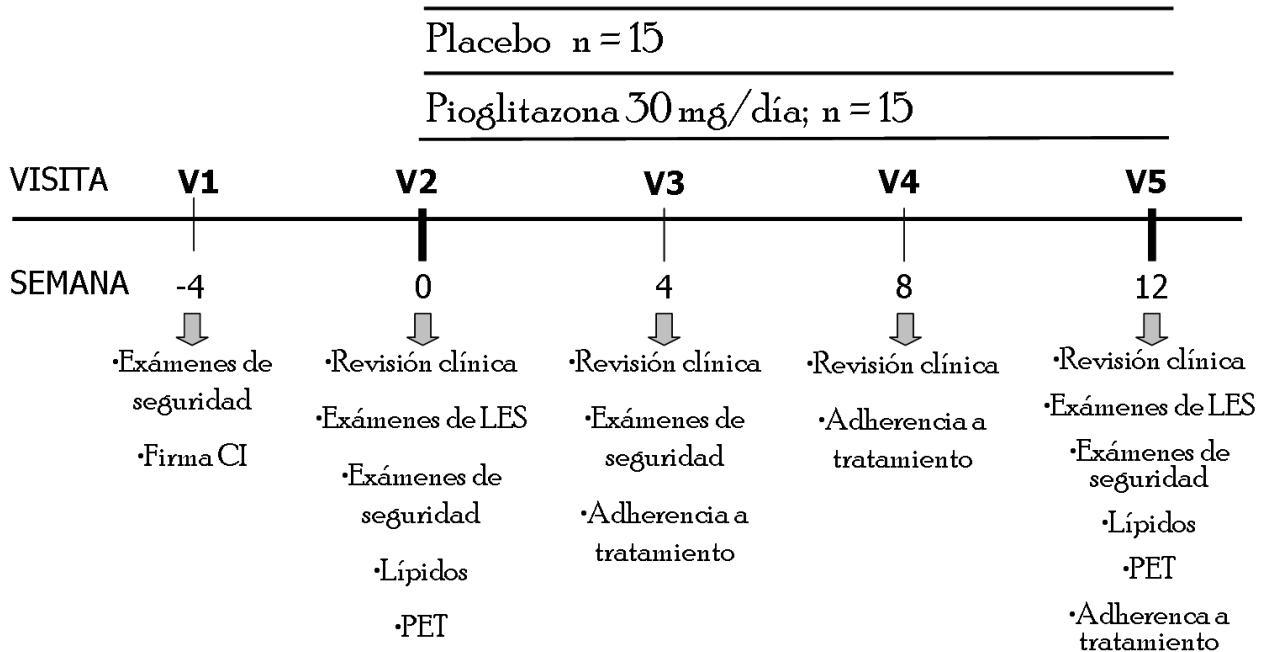 Placebo n = 15
Pioglitazona 30 mg/día; n = 15
VISITA V1 V2 V3 V4 V5
SEMANA -4 0 4 8 12
•Exámenes de
seguridad
•Firma CI
•Revisión clínica
•Exámenes de LES
•Exámenes de
seguridad
•Lípidos
•PET
•Revisión clínica
•Exámenes de
seguridad
•Adherencia a
tratamiento
•Revisión clínica
•Adherencia a
tratamiento
•Revisión clínica
•Exámenes de LES
•Exámenes de
seguridad
•Lípidos
•PET
•Adherenca a
tratamiento